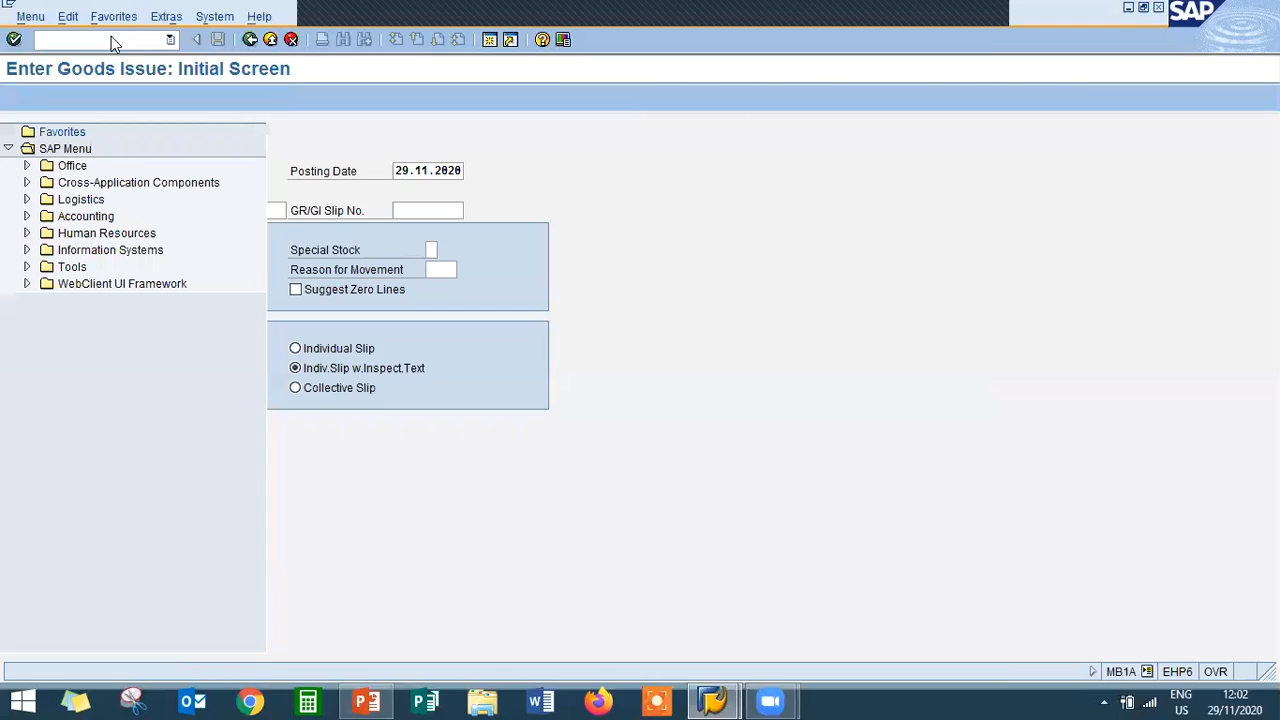 Menu Edit Favorites Extras System Help
SAP
Enter Goods Issue: Initial Screen
Favorites
SAP Menu
Office
Cross-Application Components
Logistics
Accounting
Human Resources
Information Systems
Tools
WebClient UI Framework
Posting Date 29.11.2020
GR/GI Slip No.
Special Stock
Reason for Movement
Suggest Zero Lines
Individual Slip
Indiv.Slip w.Inspect.Text
Collective Slip
MB1A EHP6 OVR
ENG 12:02
US 29/11/2020